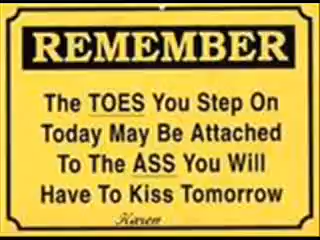 REMEMBER
The TOES You Step On
Today May Be Attached
To The ASS You Will
Have To Kiss Tomorrow
Karen